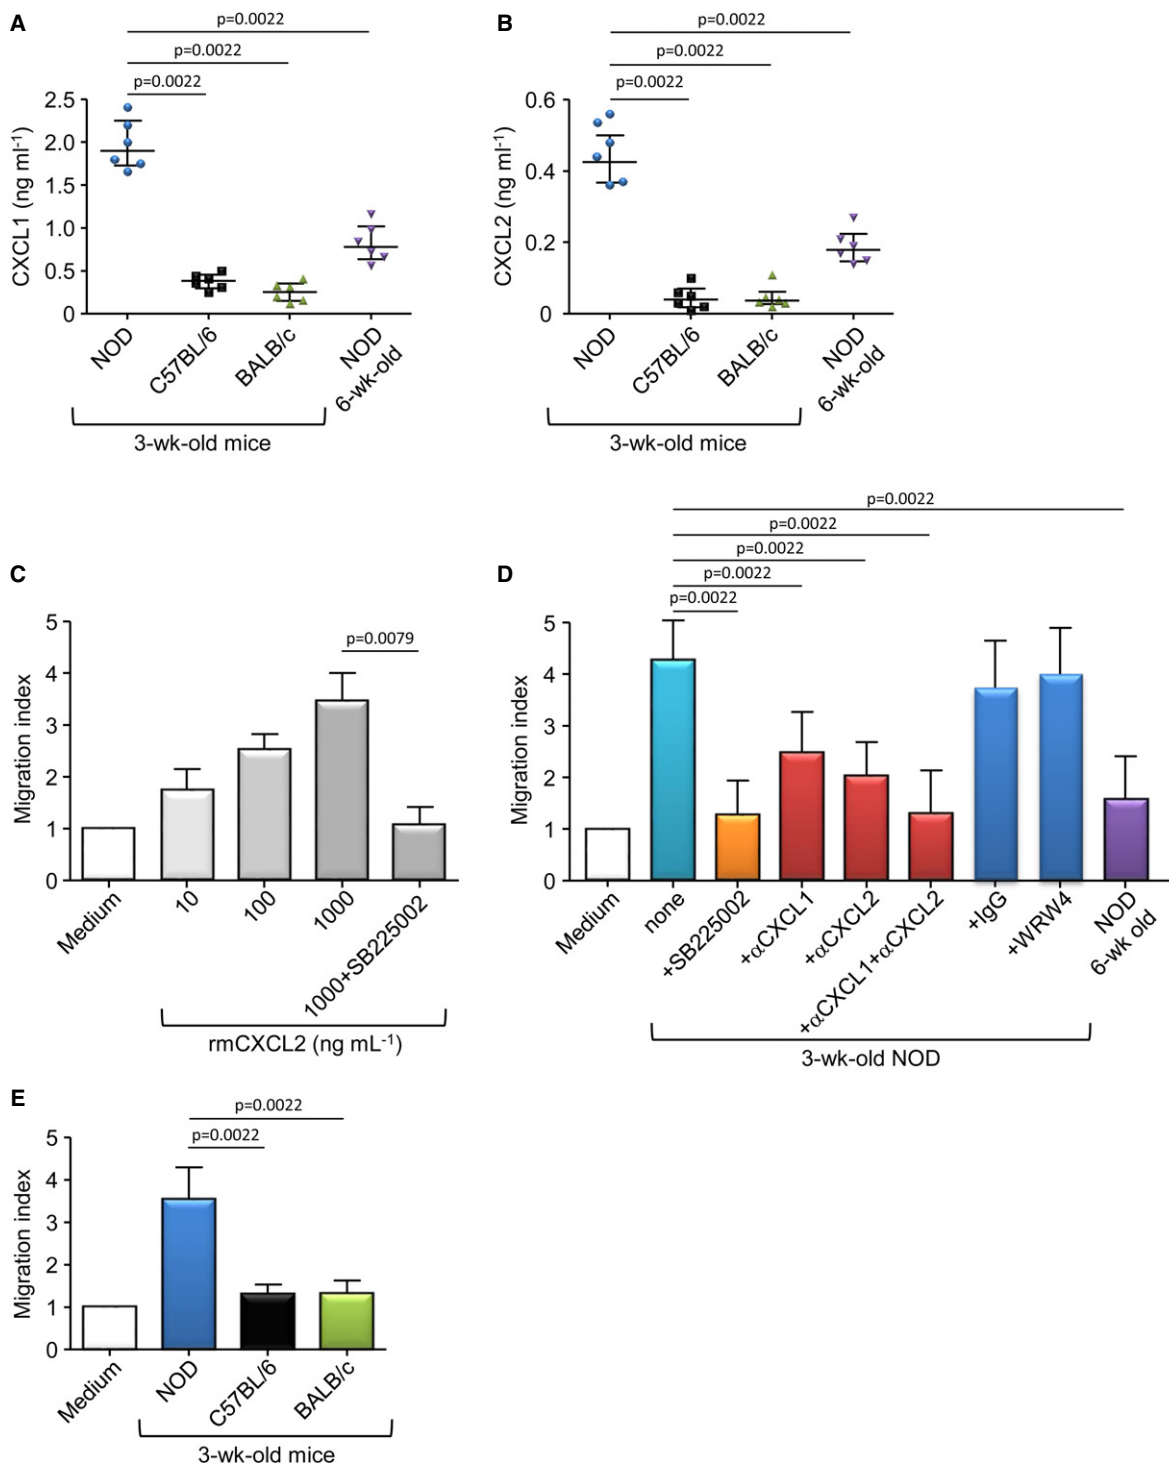 A
p=0.0022
p=0.0022
p=0.0022
CXCL1 (ng ml-1)
2.5
2.0
1.5
1.0
0.5
0
NOD
C57BL/6
BALB/c
NOD
6-wk-old
3-wk-old mice
B
p=0.0022
p=0.0022
p=0.0022
CXCL2 (ng ml-1)
0.6
0.4
0.2
0
NOD
C57BL/6
BALB/c
NOD
6-wk-old
3-wk-old mice
C
p=0.0079
Migration index
5
4
3
2
1
0
Medium
10
100
1000
1000+SB225002
rmCXCL2 (ng mL-1)
D
p=0.0022
p=0.0022
p=0.0022
p=0.0022
p=0.0022
Migration index
5
4
3
2
1
0
Medium
none
+SB225002
+αCXCL1
+αCXCL2
+αCXCL1+αCXCL2
+IgG
+WRW4
NOD
6-wk old
3-wk-old NOD
E
p=0.0022
p=0.0022
Migration index
5
4
3
2
1
0
Medium
NOD
C57BL/6
BALB/c
3-wk-old mice